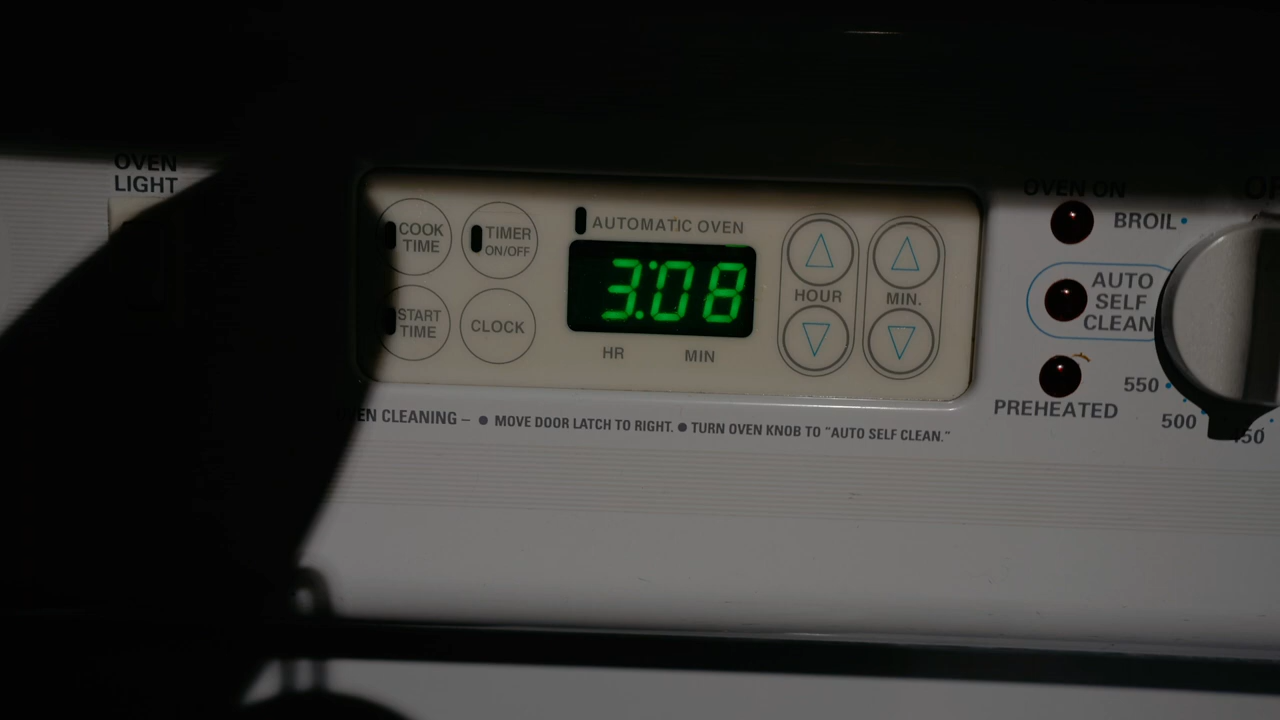 OVEN
LIGHT
COOK
TIME
TIMER
ON/OFF
START
TIME
CLOCK
AUTOMATIC OVEN
3:08
HR MIN
HOUR
MIN.
OVEN ON
BROIL
AUTO
SELF
CLEAN
PREHEATED
550
500
OVEN CLEANING – ● MOVE DOOR LATCH TO RIGHT. ● TURN OVEN KNOB TO "AUTO SELF CLEAN."